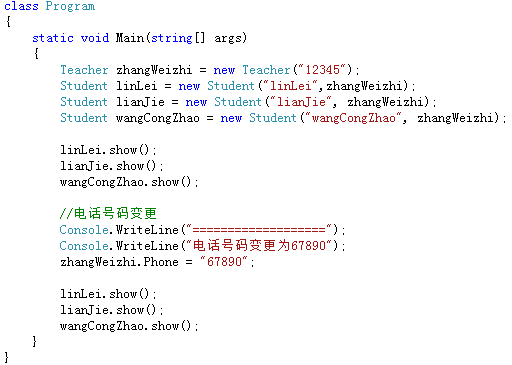 class Program
{
    static void Main(string[] args)
    {
        Teacher zhangWeizhi = new Teacher("12345");
        Student linLei = new Student("linLei",zhangWeizhi);
        Student lianJie = new Student("lianJie", zhangWeizhi);
        Student wangCongZhao = new Student("wangCongZhao", zhangWeizhi);

        linLei.show();
        lianJie.show();
        wangCongZhao.show();

        //电话号码变更
        Console.WriteLine("===================");
        Console.WriteLine("电话号码变更为67890");
        zhangWeizhi.Phone = "67890";

        linLei.show();
        lianJie.show();
        wangCongZhao.show();
    }
}